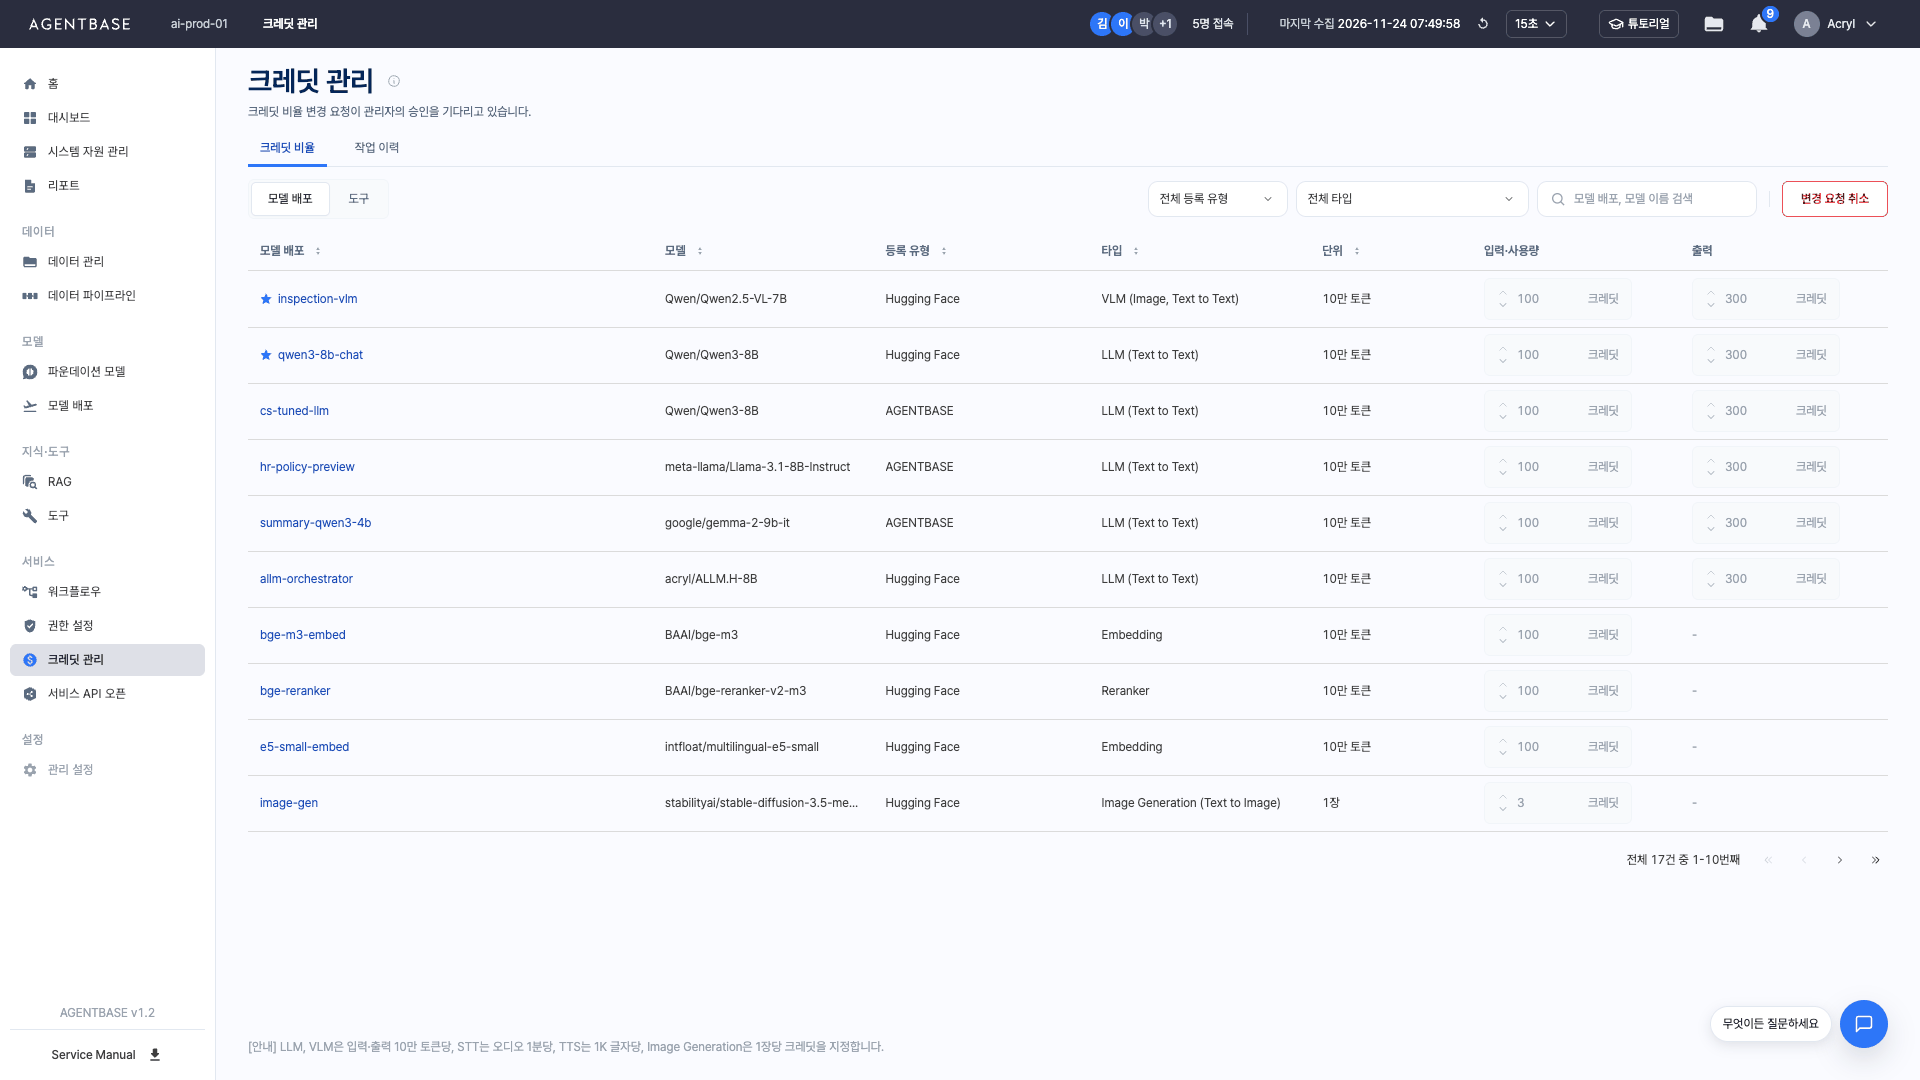 AGENTBASE
ai-prod-01
크레딧 관리
김 이 박 +1 5명 접속
마지막 수집 2026-11-24 07:49:58
15초
튜토리얼
9
A Acryl
홈
대시보드
시스템 자원 관리
리포트
데이터
데이터 관리
데이터 파이프라인
모델
파운데이션 모델
모델 배포
지식·도구
RAG
도구
서비스
워크플로우
권한 설정
크레딧 관리
서비스 API 오픈
설정
관리 설정
AGENTBASE v1.2
Service Manual
크레딧 관리
크레딧 비율 변경 요청이 관리자의 승인을 기다리고 있습니다.
크레딧 비율 작업 이력
모델 배포 도구
전체 등록 유형
전체 타입
모델 배포, 모델 이름 검색
변경 요청 취소
모델 배포 모델 등록 유형 타입 단위 입력·사용량 출력
inspection-vlm Qwen/Qwen2.5-VL-7B Hugging Face VLM (Image, Text to Text) 10만 토큰 100 크레딧 300 크레딧
qwen3-8b-chat Qwen/Qwen3-8B Hugging Face LLM (Text to Text) 10만 토큰 100 크레딧 300 크레딧
cs-tuned-llm Qwen/Qwen3-8B AGENTBASE LLM (Text to Text) 10만 토큰 100 크레딧 300 크레딧
hr-policy-preview meta-llama/Llama-3.1-8B-Instruct AGENTBASE LLM (Text to Text) 10만 토큰 100 크레딧 300 크레딧
summary-qwen3-4b google/gemma-2-9b-it AGENTBASE LLM (Text to Text) 10만 토큰 100 크레딧 300 크레딧
allm-orchestrator acryl/ALLM.H-8B Hugging Face LLM (Text to Text) 10만 토큰 100 크레딧 300 크레딧
bge-m3-embed BAAI/bge-m3 Hugging Face Embedding 10만 토큰 100 크레딧 -
bge-reranker BAAI/bge-reranker-v2-m3 Hugging Face Reranker 10만 토큰 100 크레딧 -
e5-small-embed intfloat/multilingual-e5-small Hugging Face Embedding 10만 토큰 100 크레딧 -
image-gen stabilityai/stable-diffusion-3.5-me... Hugging Face Image Generation (Text to Image) 1장 3 크레딧 -
전체 17건 중 1-10번째
무엇이든 질문하세요
[안내] LLM, VLM은 입력·출력 10만 토큰당, STT는 오디오 1분당, TTS는 1K 글자당, Image Generation은 1장당 크레딧을 지정합니다.